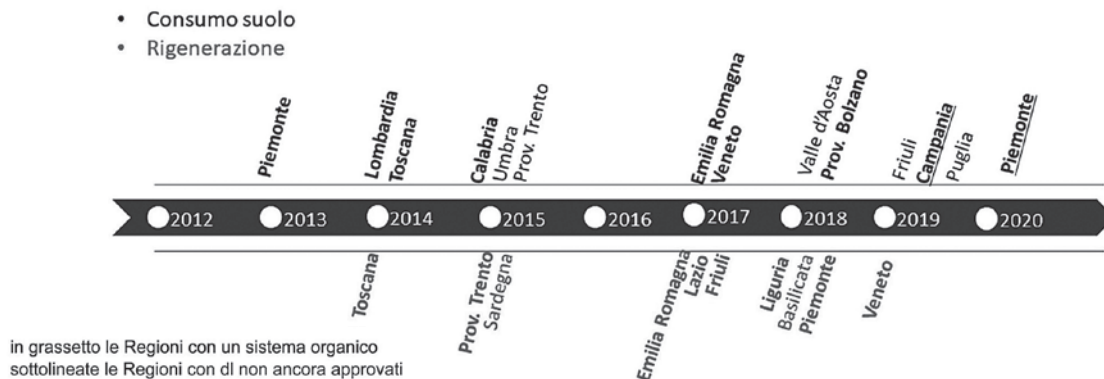 • Consumo suolo
• Rigenerazione
Piemonte
Lombardia
Toscana
Calabria
Umbra
Prov. Trento
Emilia Romagna
Veneto
Valle d'Aosta
Prov. Bolzano
Friuli
Campania
Puglia
Piemonte
2012 2013 2014 2015 2016 2017 2018 2019 2020
Toscana
Prov. Trento
Sardegna
Emilia Romagna
Lazio
Friuli
Liguria
Basilicata
Piemonte
Veneto
in grassetto le Regioni con un sistema organico
sottolineate le Regioni con dl non ancora approvati